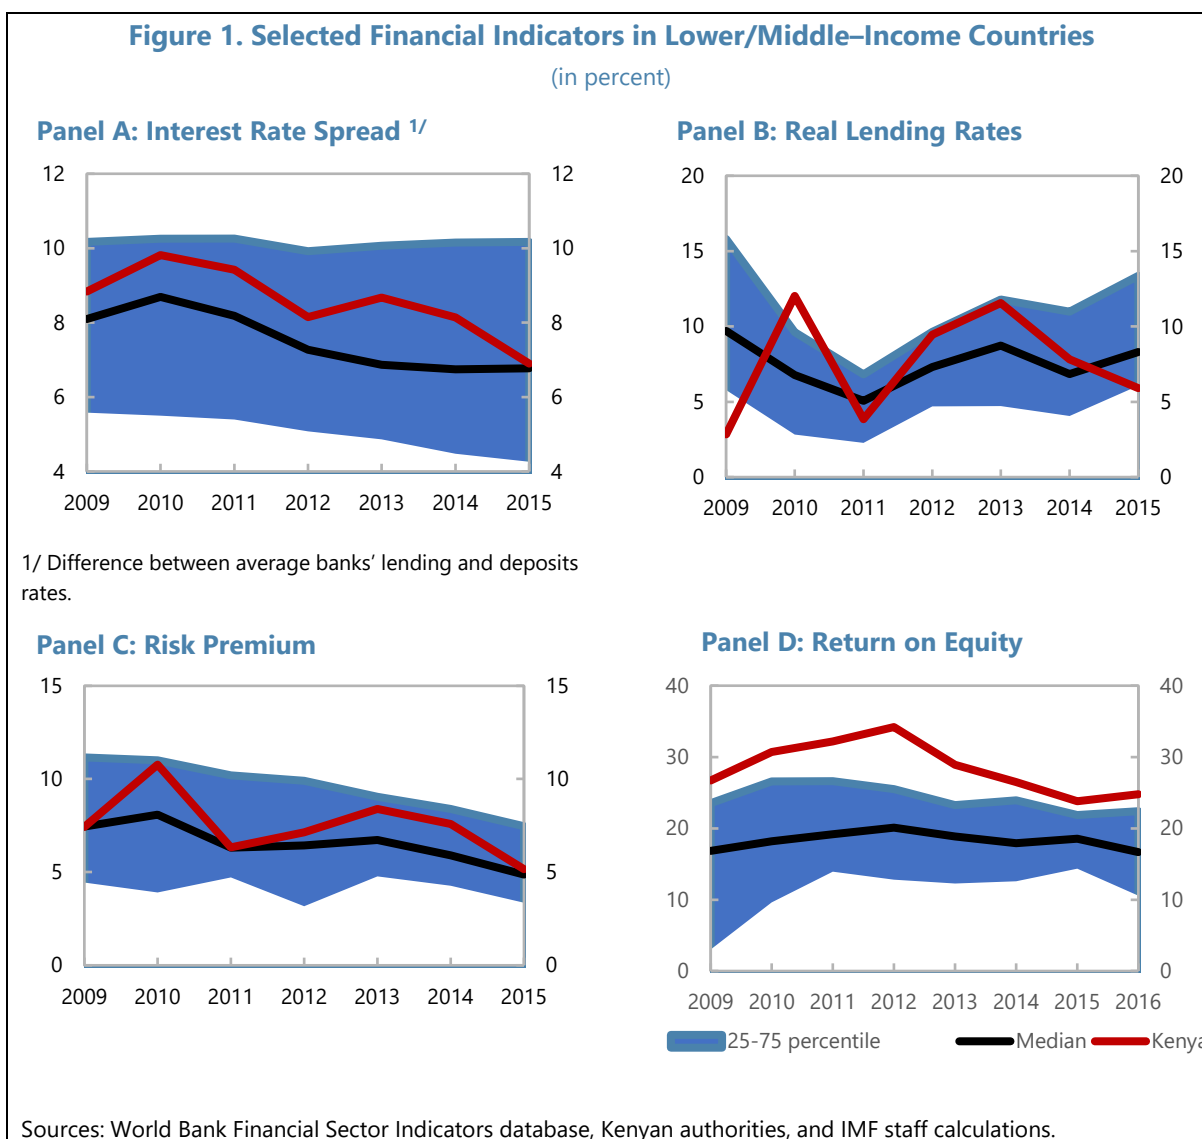 Figure 1. Selected Financial Indicators in Lower/Middle–Income Countries
(in percent)
Panel A: Interest Rate Spread 1/
12 12
10 10
8 8
6 6
4 4
2009 2010 2011 2012 2013 2014 2015
1/ Difference between average banks’ lending and deposits
rates.
Panel B: Real Lending Rates
20 20
15 15
10 10
5 5
0 0
2009 2010 2011 2012 2013 2014 2015
Panel C: Risk Premium
15 15
10 10
5 5
0 0
2009 2010 2011 2012 2013 2014 2015
Panel D: Return on Equity
40 40
30 30
20 20
10 10
0 0
2009 2010 2011 2012 2013 2014 2015 2016
25-75 percentile Median Kenya
Sources: World Bank Financial Sector Indicators database, Kenyan authorities, and IMF staff calculations.